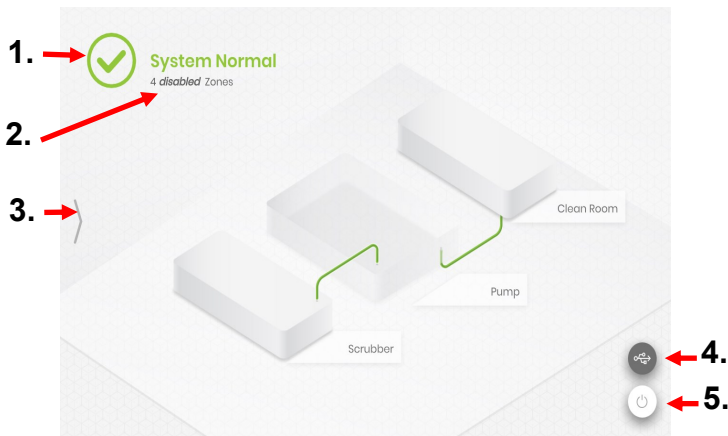 1.
System Normal
4 disabled Zones
2.
3.
Clean Room
Pump
Scrubber
4.
5.